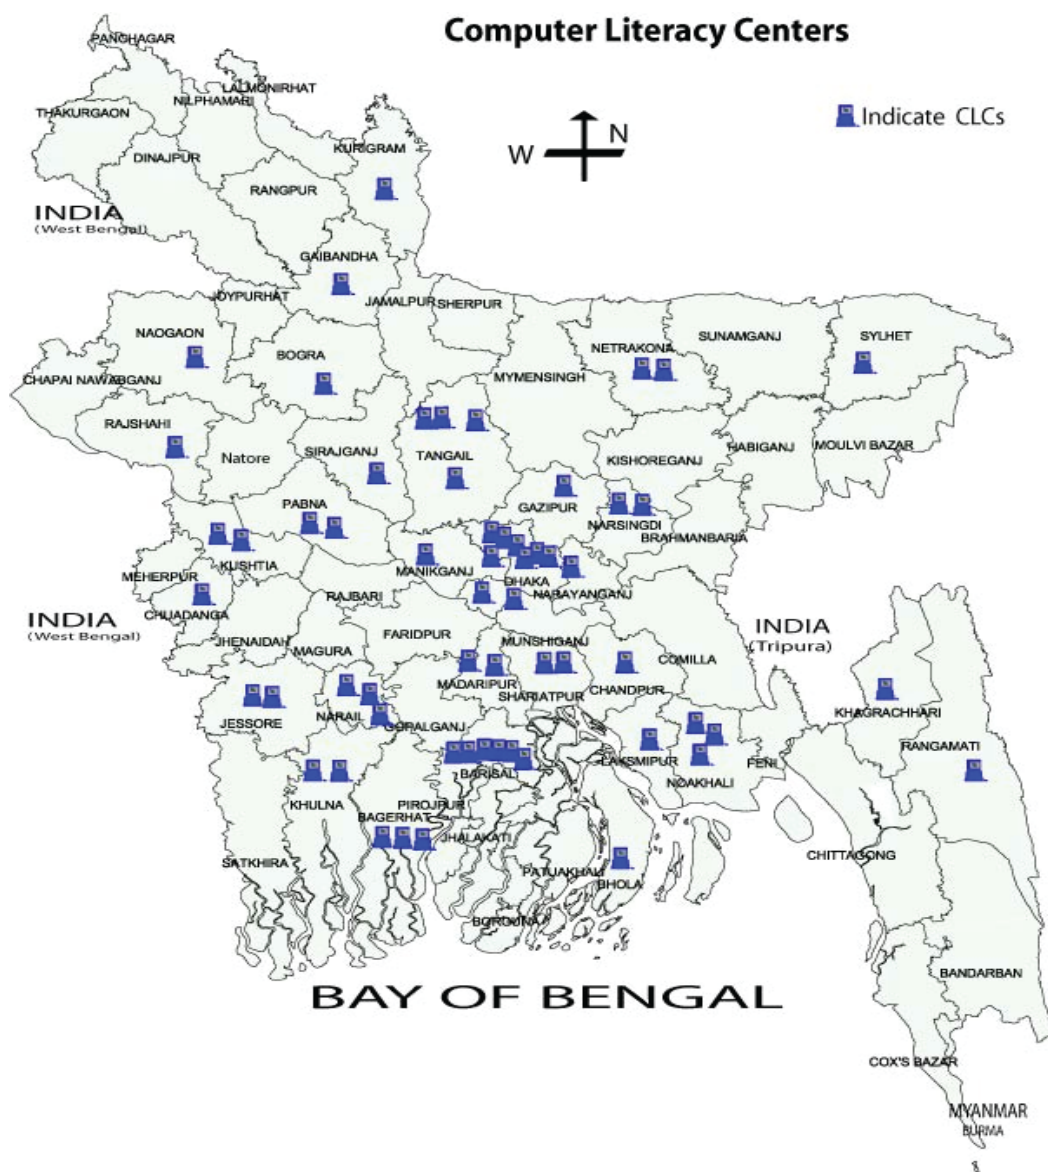 Computer Literacy Centers
PANCHAGAR
LALMONIRHAT
NILPHAMARI
THAKURGAON
Indicate CLCs
N
W
KURIGRAM
DINAJPUR
RANGPUR
INDIA
(West Bengal)
GAIBANDHA
JOYPURHAT
JAMALPUR
SHERPUR
NAOGAON
SUNAMGANJ
SYLHET
NETRAKONA
BOGRA
CHAPAI NAWABGANJ
MYMENSINGH
RAJSHAHI
HABIGANJ
MOULVI BAZAR
Natore
SIRAJGANJ
TANGAIL
KISHOREGANJ
PABNA
GAZIPUR
NARSINGDI
BRAHMANBARIA
KUSHTIA
MEHERPUR
MANIKGANJ
DHAKA
NARAYANGANJ
RAJBARI
CHUADANGA
INDIA
(West Bengal)
INDIA
(Tripura)
JHENAIDAH
MAGURA
FARIDPUR
MUNSHIGANJ
COMILLA
MADARIPUR
SHARIATPUR
CHANDPUR
KHAGRACHHARI
JESSORE
NARAIL
GOPALGANJ
RANGAMATI
LAKSMIPUR
FENI
BARISAL
NOAKHALI
KHULNA
PIROJPUR
BAGERHAT
JHALAKATI
CHITTAGONG
SATKHIRA
PATUAKHALI
BHOLA
BORGUNA
BANDARBAN
BAY OF BENGAL
COX'S BAZAR
MYANMAR
BURMA